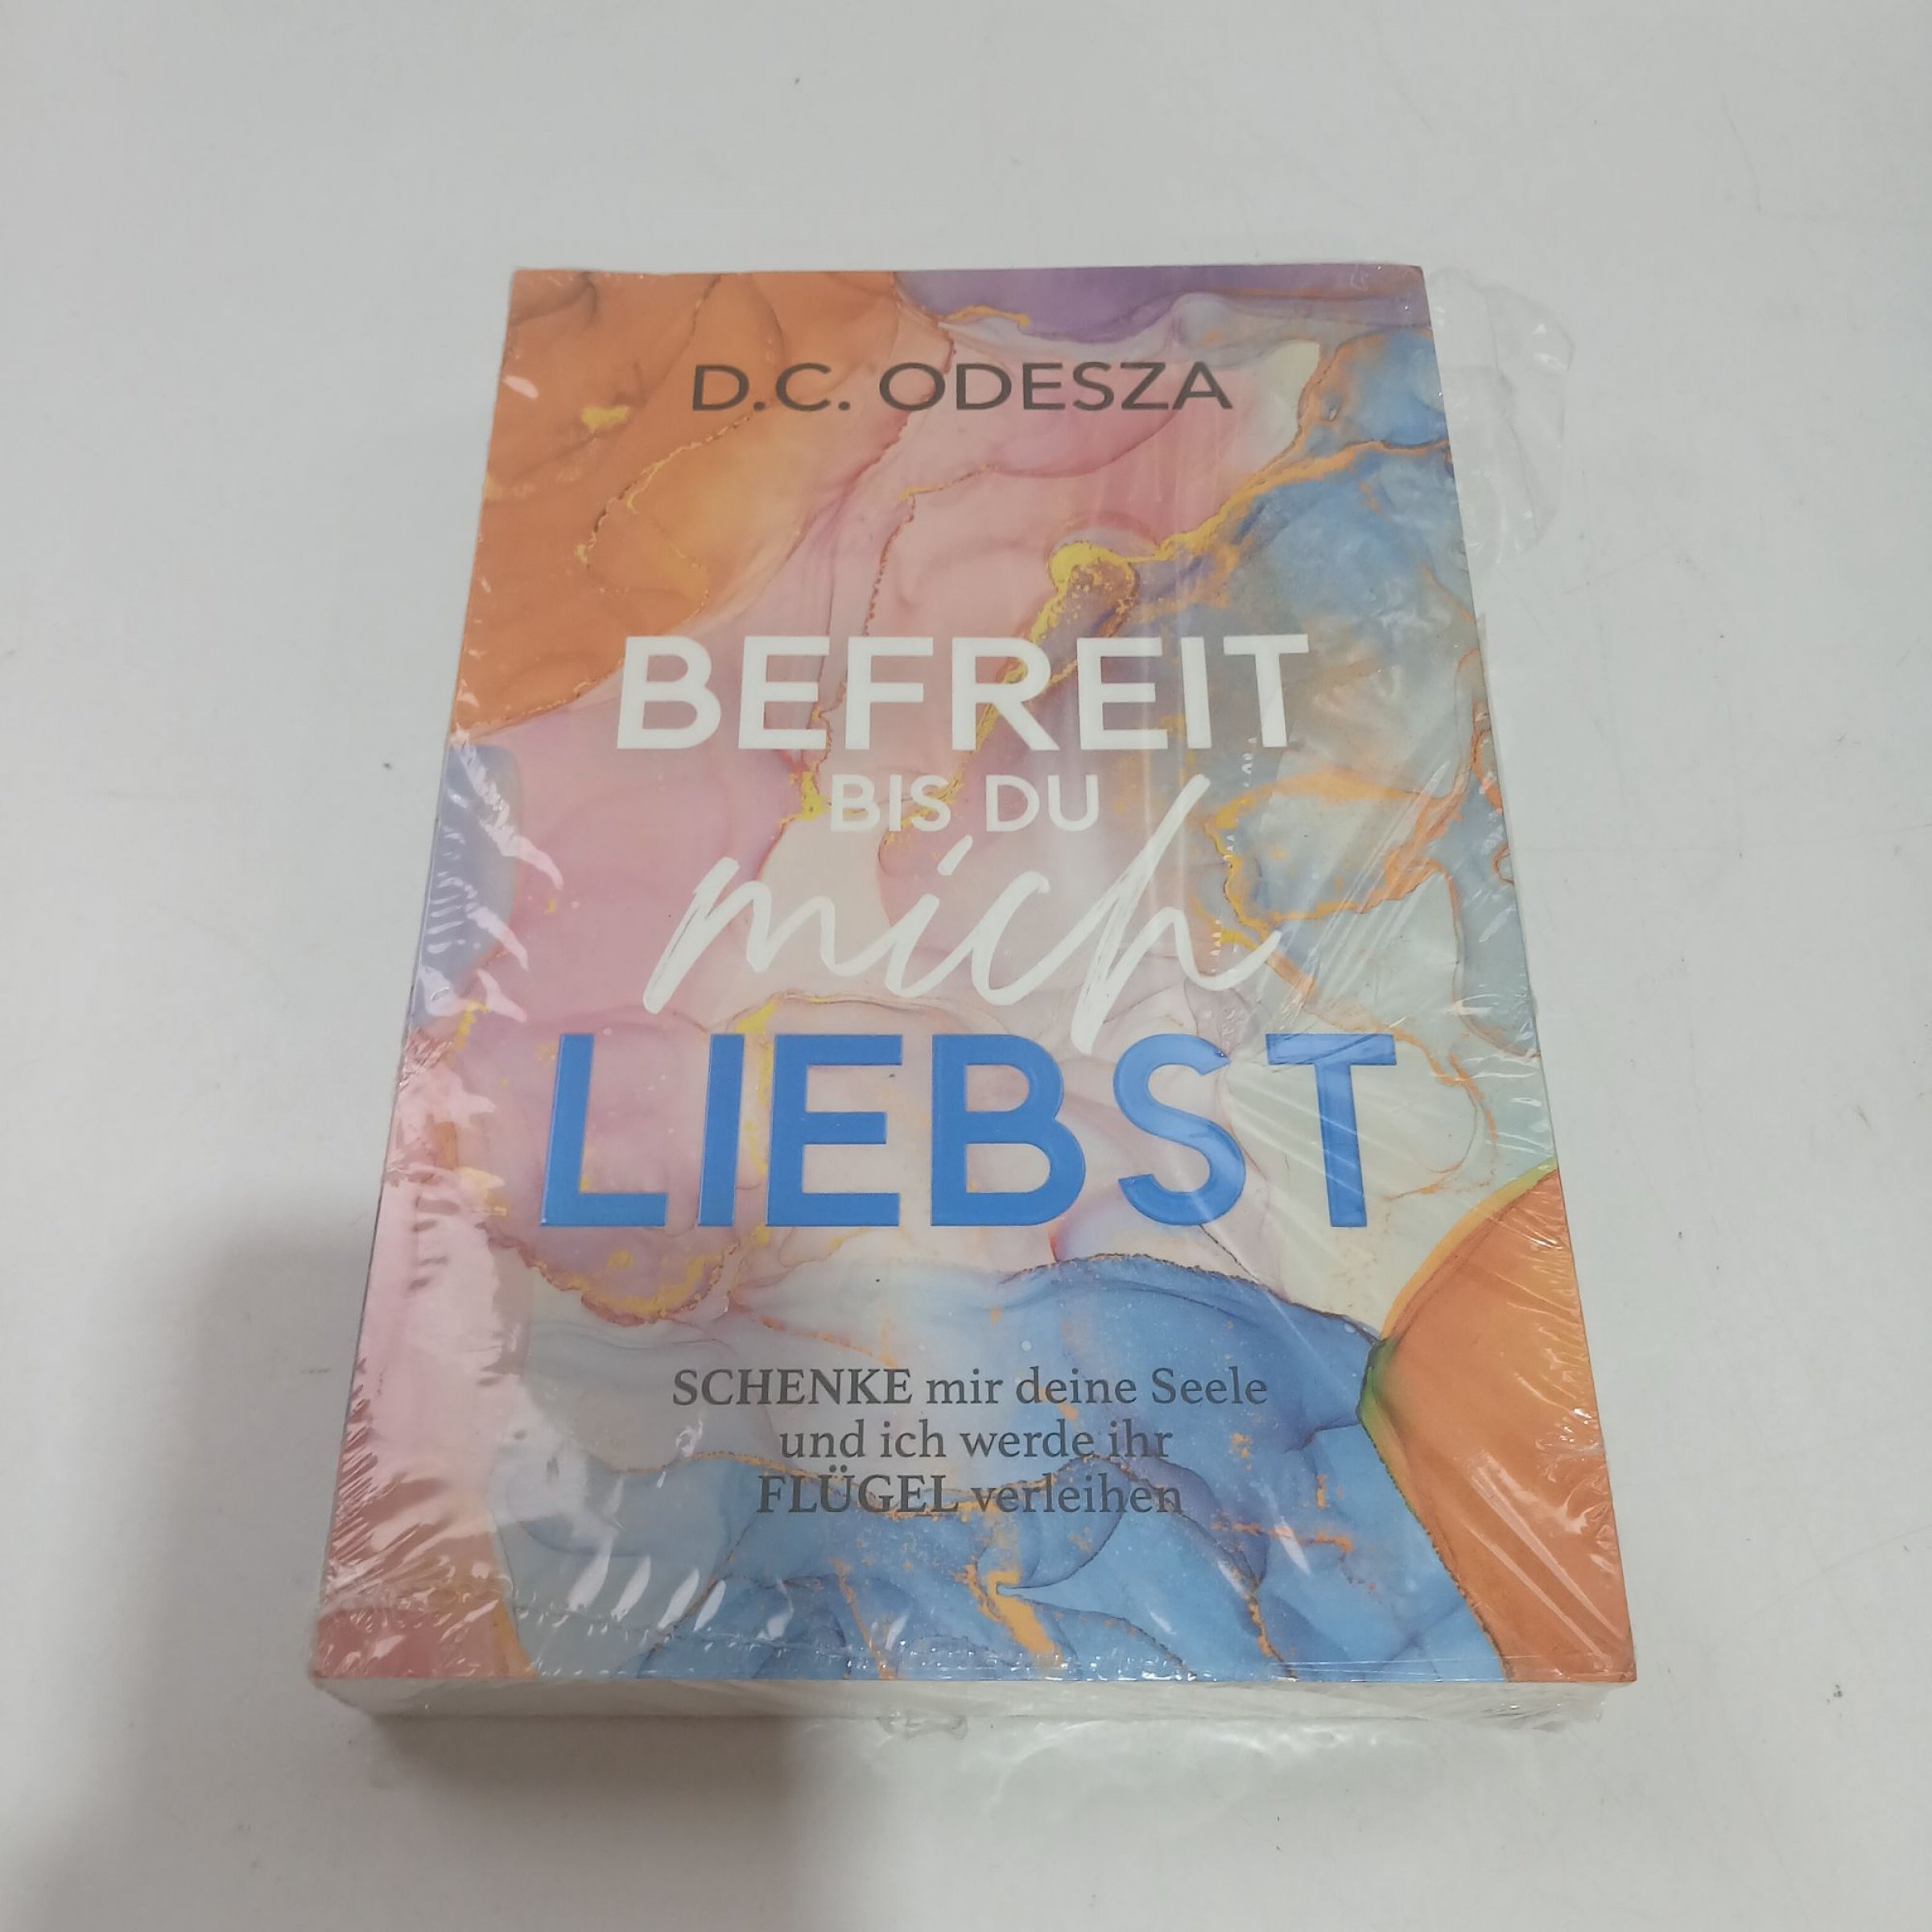 D.C. ODESZA
BEFREIT
BIS DU
mich
LIEBST
SCHENKE mir deine Seele
und ich werde ihr
FLÜGEL verleihen